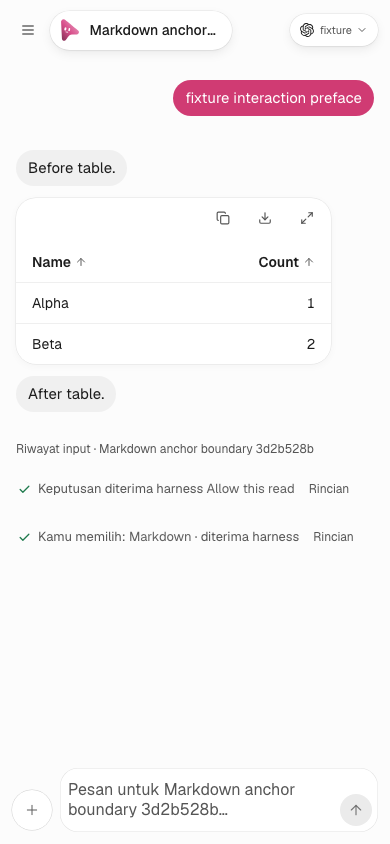 Markdown anchor...
fixture
fixture interaction preface
Before table.
Name ↑ Count ↑
Alpha 1
Beta 2
After table.
Riwayat input · Markdown anchor boundary 3d2b528b
Keputusan diterima harness Allow this read Rincian
Kamu memilih: Markdown · diterima harness Rincian
Pesan untuk Markdown anchor
boundary 3d2b528b...